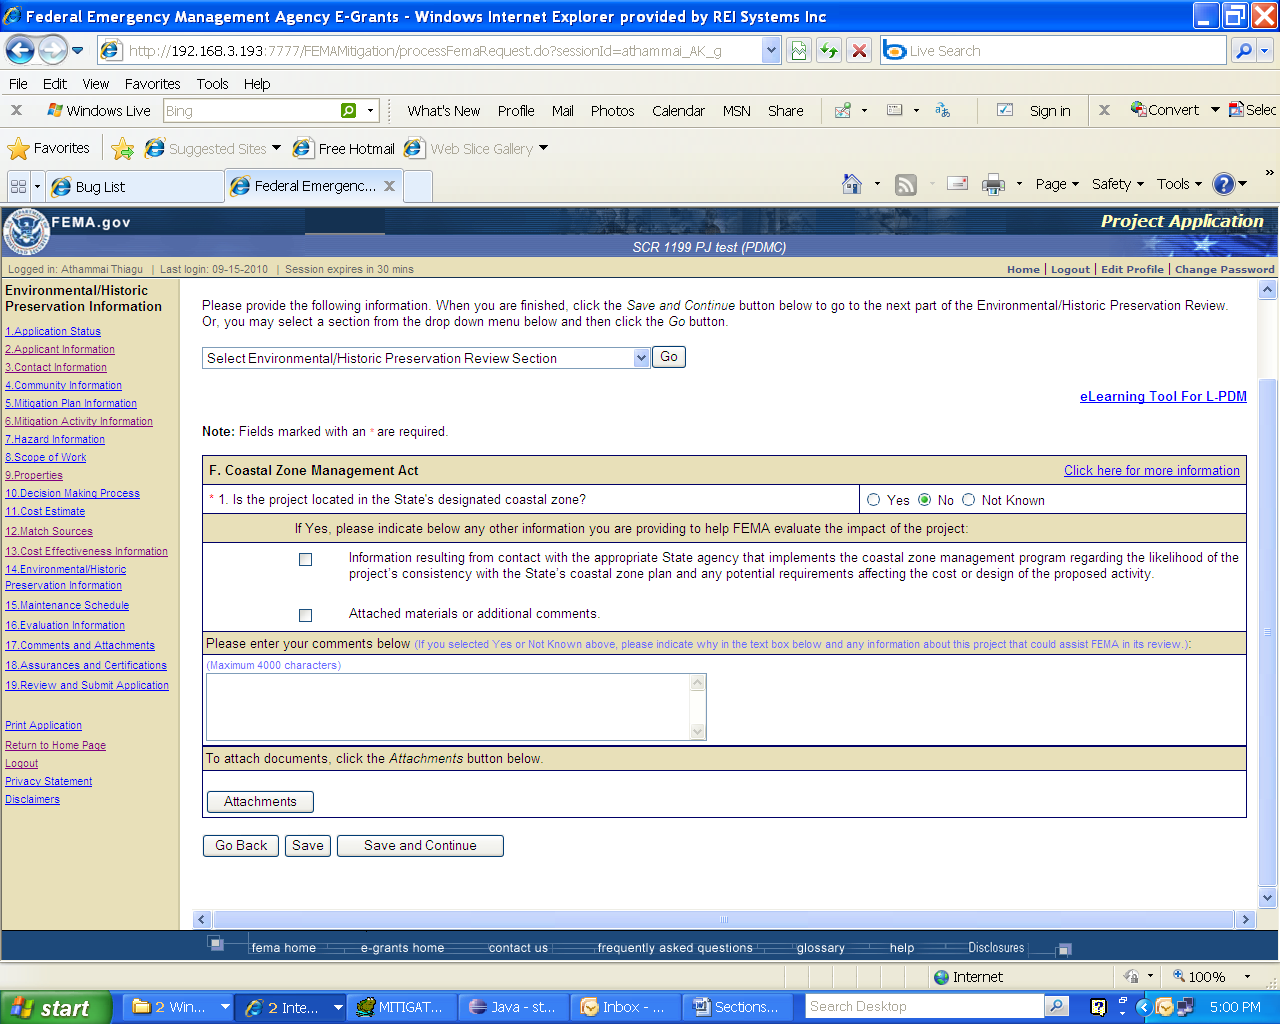 Federal Emergency Management Agency E-Grants - Windows Internet Explorer provided by REI Systems Inc
http://192.168.3.193:7777/FEMAMitigation/processFemaRequest.do?sessionId=athammai_AK_g
Live Search
File Edit View Favorites Tools Help
Windows Live Bing What's New Profile Mail Photos Calendar MSN Share Sign in Convert Selec
Favorites Suggested Sites Free Hotmail Web Slice Gallery
Bug List Federal Emergenc... Page Safety Tools
FEMA.gov
Project Application
SCR 1199 PJ test (PDMC)
Logged in: Athammai Thiagu | Last login: 09-15-2010 | Session expires in 30 mins
Home | Logout | Edit Profile | Change Password
Environmental/Historic
Preservation Information
1.Application Status
2.Applicant Information
3.Contact Information
4.Community Information
5.Mitigation Plan Information
6.Mitigation Activity Information
7.Hazard Information
8.Scope of Work
9.Properties
10.Decision Making Process
11.Cost Estimate
12.Match Sources
13.Cost Effectiveness Information
14.Environmental/Historic
Preservation Information
15.Maintenance Schedule
16.Evaluation Information
17.Comments and Attachments
18.Assurances and Certifications
19.Review and Submit Application
Print Application
Return to Home Page
Logout
Privacy Statement
Disclaimers
Please provide the following information. When you are finished, click the Save and Continue button below to go to the next part of the Environmental/Historic Preservation Review.
Or, you may select a section from the drop down menu below and then click the Go button.
Select Environmental/Historic Preservation Review Section Go
eLearning Tool For L-PDM
Note: Fields marked with an * are required.
F. Coastal Zone Management Act Click here for more information
* 1. Is the project located in the State's designated coastal zone? Yes No Not Known
If Yes, please indicate below any other information you are providing to help FEMA evaluate the impact of the project:
Information resulting from contact with the appropriate State agency that implements the coastal zone management program regarding the likelihood of the
project's consistency with the State's coastal zone plan and any potential requirements affecting the cost or design of the proposed activity.
Attached materials or additional comments.
Please enter your comments below (If you selected Yes or Not Known above, please indicate why in the text box below and any information about this project that could assist FEMA in its review.):
(Maximum 4000 characters)
To attach documents, click the Attachments button below.
Attachments
Go Back Save Save and Continue
fema home e-grants home contact us frequently asked questions glossary help Disclosures
Internet 100%
start 2 Win... 2 Inte... MITIGAT... Java - st... Inbox - ... Sections... Search Desktop 5:00 PM